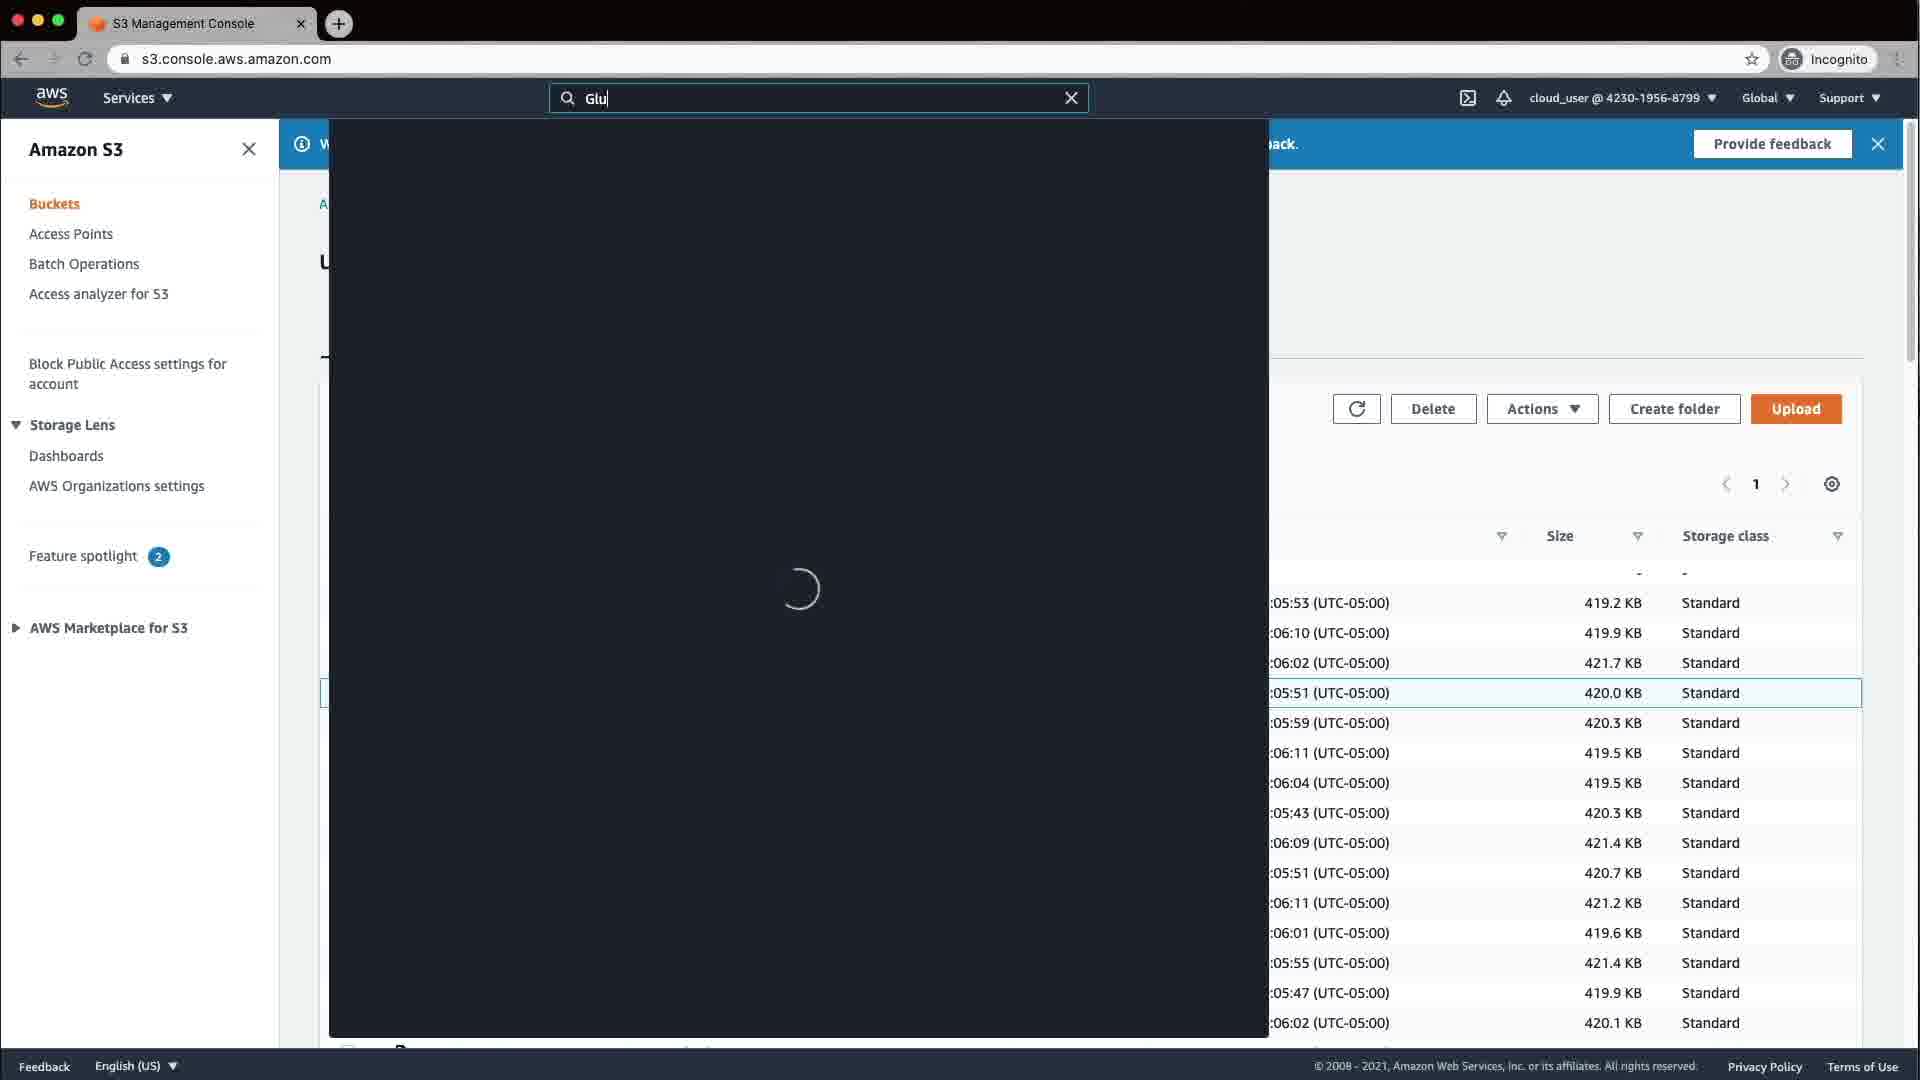 S3 Management Console
s3.console.aws.amazon.com
Incognito
aws
Services
Glu
cloud_user @ 4230-1956-8799
Global
Support
Amazon S3
W
back.
Provide feedback
Buckets
Access Points
Batch Operations
Access analyzer for S3
Block Public Access settings for
account
Storage Lens
Dashboards
AWS Organizations settings
Feature spotlight 2
AWS Marketplace for S3
A
Delete
Actions
Create folder
Upload
1
Size
Storage class
- -
:05:53 (UTC-05:00) 419.2 KB Standard
:06:10 (UTC-05:00) 419.9 KB Standard
:06:02 (UTC-05:00) 421.7 KB Standard
:05:51 (UTC-05:00) 420.0 KB Standard
:05:59 (UTC-05:00) 420.3 KB Standard
:06:11 (UTC-05:00) 419.5 KB Standard
:06:04 (UTC-05:00) 419.5 KB Standard
:05:43 (UTC-05:00) 420.3 KB Standard
:06:09 (UTC-05:00) 421.4 KB Standard
:05:51 (UTC-05:00) 420.7 KB Standard
:06:11 (UTC-05:00) 421.2 KB Standard
:06:01 (UTC-05:00) 419.6 KB Standard
:05:55 (UTC-05:00) 421.4 KB Standard
:05:47 (UTC-05:00) 419.9 KB Standard
:06:02 (UTC-05:00) 420.1 KB Standard
Feedback
English (US)
© 2008 - 2021, Amazon Web Services, Inc. or its affiliates. All rights reserved.
Privacy Policy
Terms of Use